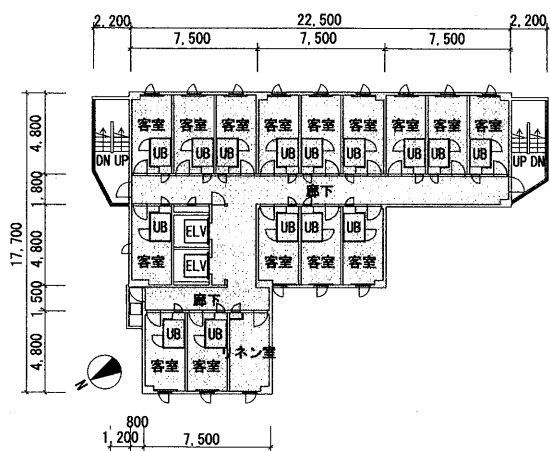 2,200 22,500 2,200
7,500 7,500 7,500
客室 客室 客室 客室 客室 客室 客室 客室 客室
UB UB UB UB UB UB UB UB UB
DN UP UP DN
廊下
UB ELV UB UB UB
ELV
客室 客室 客室 客室
廊下
UB UB
リネン室
客室 客室
4,800
1,800
4,800
1,500
4,800
17,700
N
800
1,200 7,500